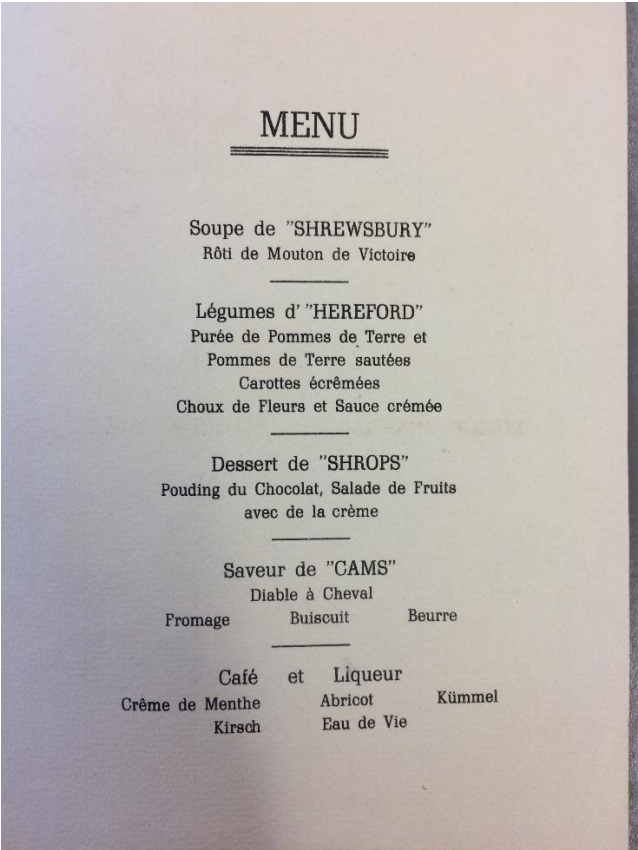 MENU
Soupe de "SHREWSBURY"
Rôti de Mouton de Victoire
Légumes d' "HEREFORD"
Purée de Pommes de Terre et
Pommes de Terre sautées
Carottes écrêmées
Choux de Fleurs et Sauce crémée
Dessert de "SHROPS"
Pouding du Chocolat, Salade de Fruits
avec de la crème
Saveur de "CAMS"
Diable à Cheval
Fromage Buiscuit Beurre
Café et Liqueur
Crême de Menthe Abricot Kümmel
Kirsch Eau de Vie